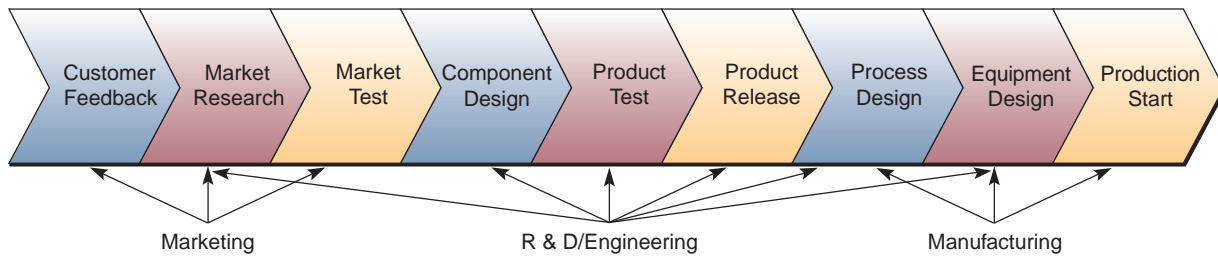 Customer
Feedback
Market
Research
Market
Test
Component
Design
Product
Test
Product
Release
Process
Design
Equipment
Design
Production
Start
Marketing
R & D/Engineering
Manufacturing